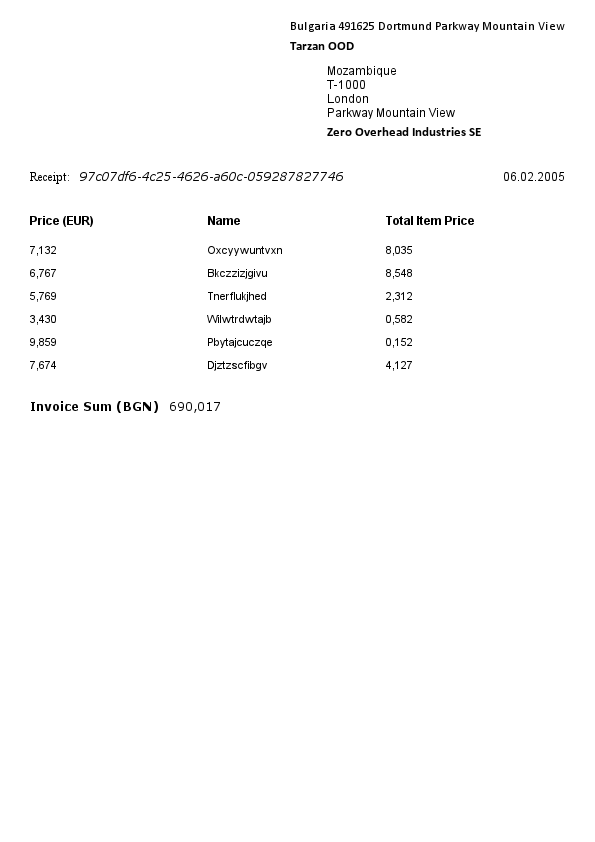 Bulgaria 491625 Dortmund Parkway Mountain View
Tarzan OOD
Mozambique
T-1000
London
Parkway Mountain View
Zero Overhead Industries SE
Receipt: 97c07df6-4c25-4626-a60c-059287827746 06.02.2005
Price (EUR) Name Total Item Price
7,132 Oxcyywuntvxn 8,035
6,767 Bkczzizjgivu 8,548
5,769 Tnerflukjhed 2,312
3,430 Wilwtrdwtajb 0,582
9,859 Pbytajcuczqe 0,152
7,674 Djztzscfibgv 4,127
Invoice Sum (BGN) 690,017